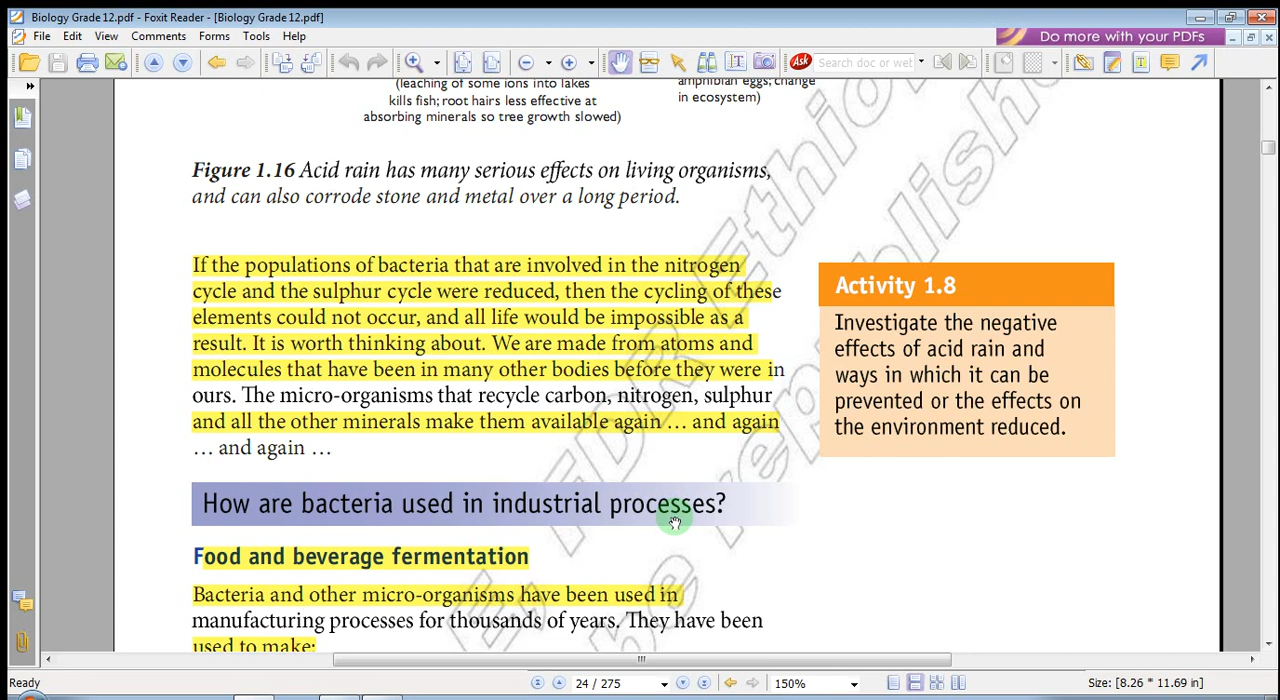 Biology Grade 12.pdf - Foxit Reader - [Biology Grade 12.pdf]
File Edit View Comments Forms Tools Help
Do more with your PDFs
Ask Search doc or wel
(leaching of some ions into lakes
kills fish; root hairs less effective at
absorbing minerals so tree growth slowed)
amphibian eggs; change
in ecosystem)
Figure 1.16 Acid rain has many serious effects on living organisms,
and can also corrode stone and metal over a long period.
If the populations of bacteria that are involved in the nitrogen
cycle and the sulphur cycle were reduced, then the cycling of these
elements could not occur, and all life would be impossible as a
result. It is worth thinking about. We are made from atoms and
molecules that have been in many other bodies before they were in
ours. The micro-organisms that recycle carbon, nitrogen, sulphur
and all the other minerals make them available again … and again
… and again …
Activity 1.8
Investigate the negative
effects of acid rain and
ways in which it can be
prevented or the effects on
the environment reduced.
How are bacteria used in industrial processes?
Food and beverage fermentation
Bacteria and other micro-organisms have been used in
manufacturing processes for thousands of years. They have been
used to make:
Ready
24 / 275
150%
Size: [8.26 * 11.69 in]